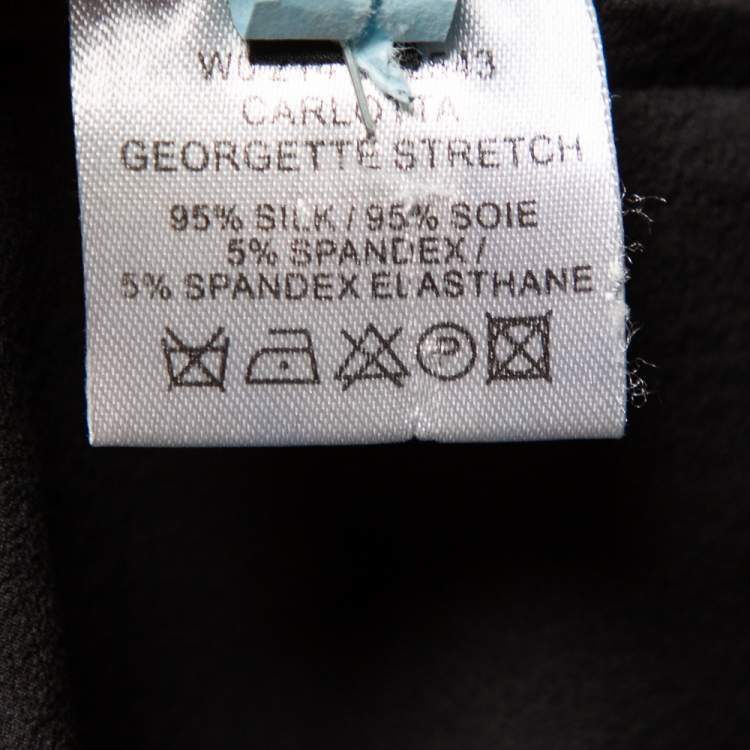 CARLOTTA
GEORGETTE STRETCH
95% SILK / 95% SOIE
5% SPANDEX /
5% SPANDEX ELASTHANE
P